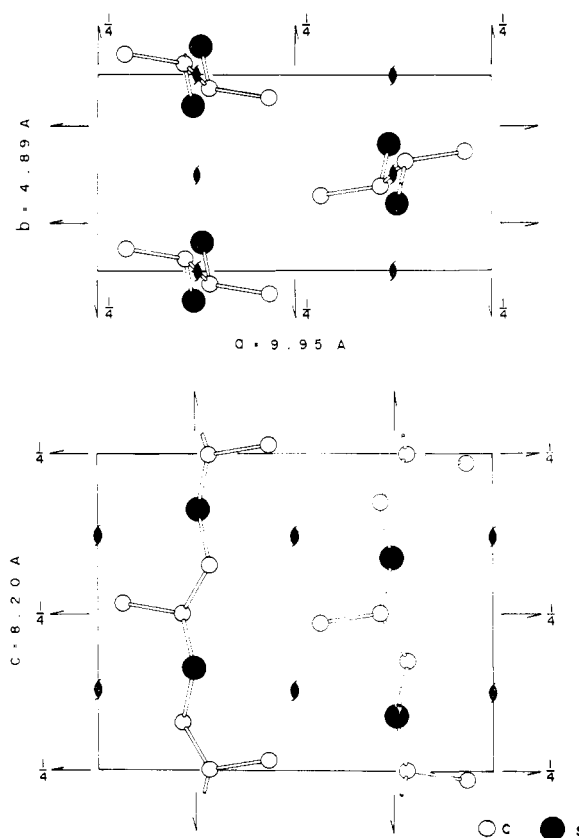 1/4 1/4 1/4
b = 4.89 A
1/4 1/4 1/4
a = 9.95 A
1/4 1/4
c = 8.20 A
1/4 1/4
1/4 1/4
C S